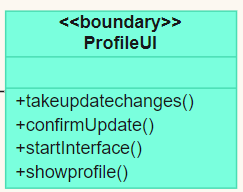 <<boundary>>
ProfileUI
+takeupdatechanges()
+confirmUpdate()
+startInterface()
+showprofile()